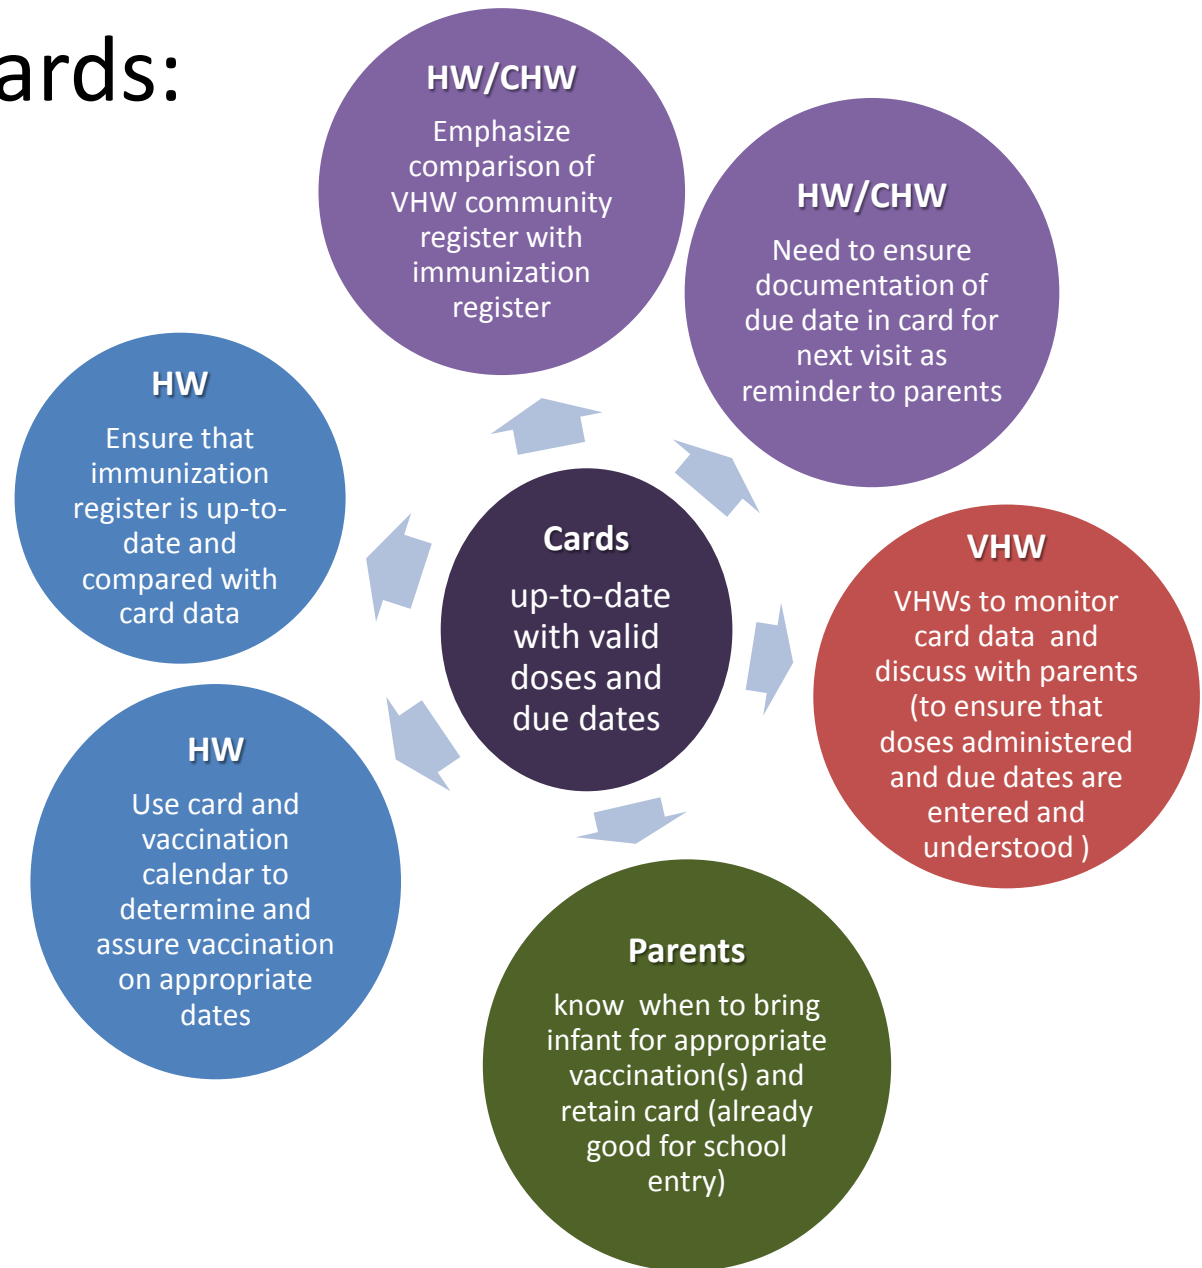 ards:
HW/CHW
Emphasize
comparison of
VHW community
register with
immunization
register
HW/CHW
Need to ensure
documentation of
due date in card for
next visit as
reminder to parents
HW
Ensure that
immunization
register is up-to-
date and
compared with
card data
Cards
up-to-date
with valid
doses and
due dates
VHW
VHWs to monitor
card data and
discuss with parents
(to ensure that
doses administered
and due dates are
entered and
understood )
HW
Use card and
vaccination
calendar to
determine and
assure vaccination
on appropriate
dates
Parents
know when to bring
infant for appropriate
vaccination(s) and
retain card (already
good for school
entry)